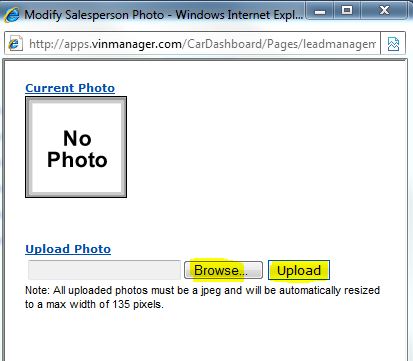 Modify Salesperson Photo - Windows Internet Expl...
http://apps.vinmanager.com/CarDashboard/Pages/leadmanagem
Current Photo
No
Photo
Upload Photo
Browse... Upload
Note: All uploaded photos must be a jpeg and will be automatically resized
to a max width of 135 pixels.